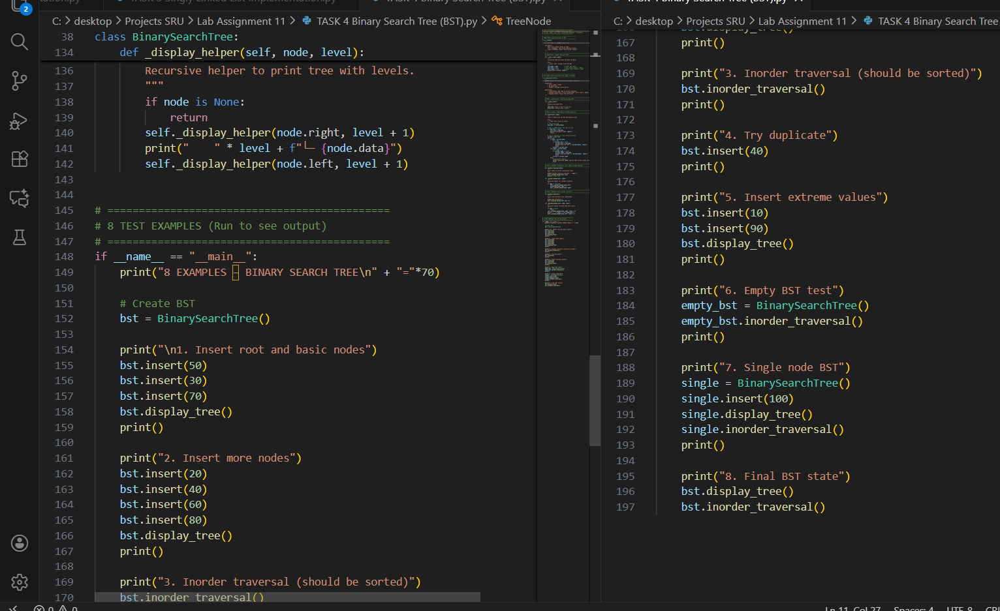 2
C: > desktop > Projects SRU > Lab Assignment 11 > TASK 4 Binary Search Tree (BST).py > TreeNode
38 class BinarySearchTree:
134     def _display_helper(self, node, level):
136         Recursive helper to print tree with levels.
137         """
138         if node is None:
139             return
140         self._display_helper(node.right, level + 1)
141         print("    " * level + f"└─ {node.data}")
142         self._display_helper(node.left, level + 1)
143
144
145 # =============================================
146 # 8 TEST EXAMPLES (Run to see output)
147 # =============================================
148 if __name__ == "__main__":
149     print("8 EXAMPLES – BINARY SEARCH TREE\n" + "="*70)
150
151     # Create BST
152     bst = BinarySearchTree()
153
154     print("\n1. Insert root and basic nodes")
155     bst.insert(50)
156     bst.insert(30)
157     bst.insert(70)
158     bst.display_tree()
159     print()
160
161     print("2. Insert more nodes")
162     bst.insert(20)
163     bst.insert(40)
164     bst.insert(60)
165     bst.insert(80)
166     bst.display_tree()
167     print()
168
169     print("3. Inorder traversal (should be sorted)")
170     bst.inorder_traversal()
C: > desktop > Projects SRU > Lab Assignment 11 > TASK 4 Binary Search Tree
167     print()
168
169     print("3. Inorder traversal (should be sorted)")
170     bst.inorder_traversal()
171     print()
172
173     print("4. Try duplicate")
174     bst.insert(40)
175     print()
176
177     print("5. Insert extreme values")
178     bst.insert(10)
179     bst.insert(90)
180     bst.display_tree()
181     print()
182
183     print("6. Empty BST test")
184     empty_bst = BinarySearchTree()
185     empty_bst.inorder_traversal()
186     print()
187
188     print("7. Single node BST")
189     single = BinarySearchTree()
190     single.insert(100)
191     single.display_tree()
192     single.inorder_traversal()
193     print()
194
195     print("8. Final BST state")
196     bst.display_tree()
197     bst.inorder_traversal()